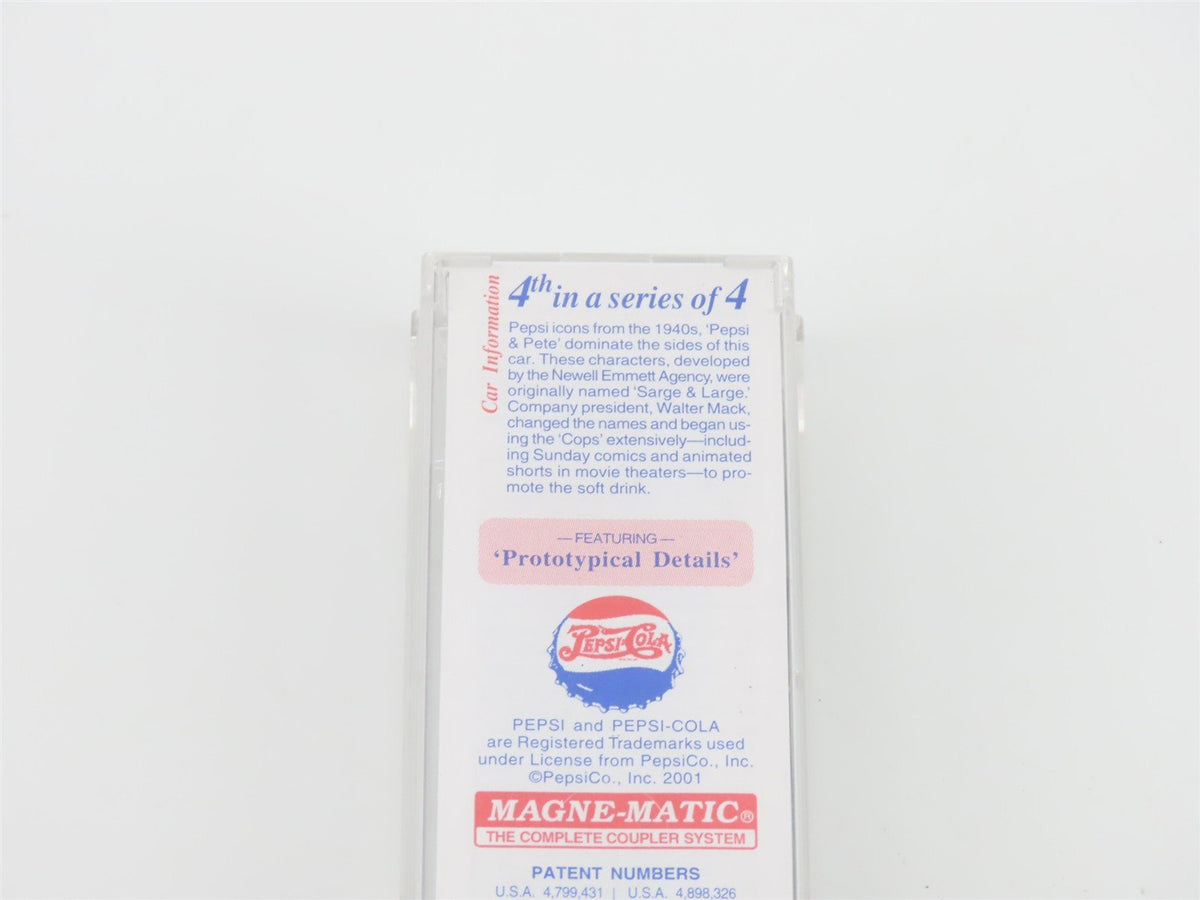 Car Information
4th in a series of 4
Pepsi icons from the 1940s, 'Pepsi
& Pete' dominate the sides of this
car. These characters, developed
by the Newell Emmett Agency, were
originally named 'Sarge & Large.'
Company president, Walter Mack,
changed the names and began us-
ing the 'Cops' extensively—includ-
ing Sunday comics and animated
shorts in movie theaters—to pro-
mote the soft drink.
—FEATURING—
'Prototypical Details'
PEPSI-COLA
PEPSI and PEPSI-COLA
are Registered Trademarks used
under License from PepsiCo., Inc.
©PepsiCo., Inc. 2001
MAGNE-MATIC®
THE COMPLETE COUPLER SYSTEM
PATENT NUMBERS
U.S.A. 4,799,431 | U.S.A. 4,898,326